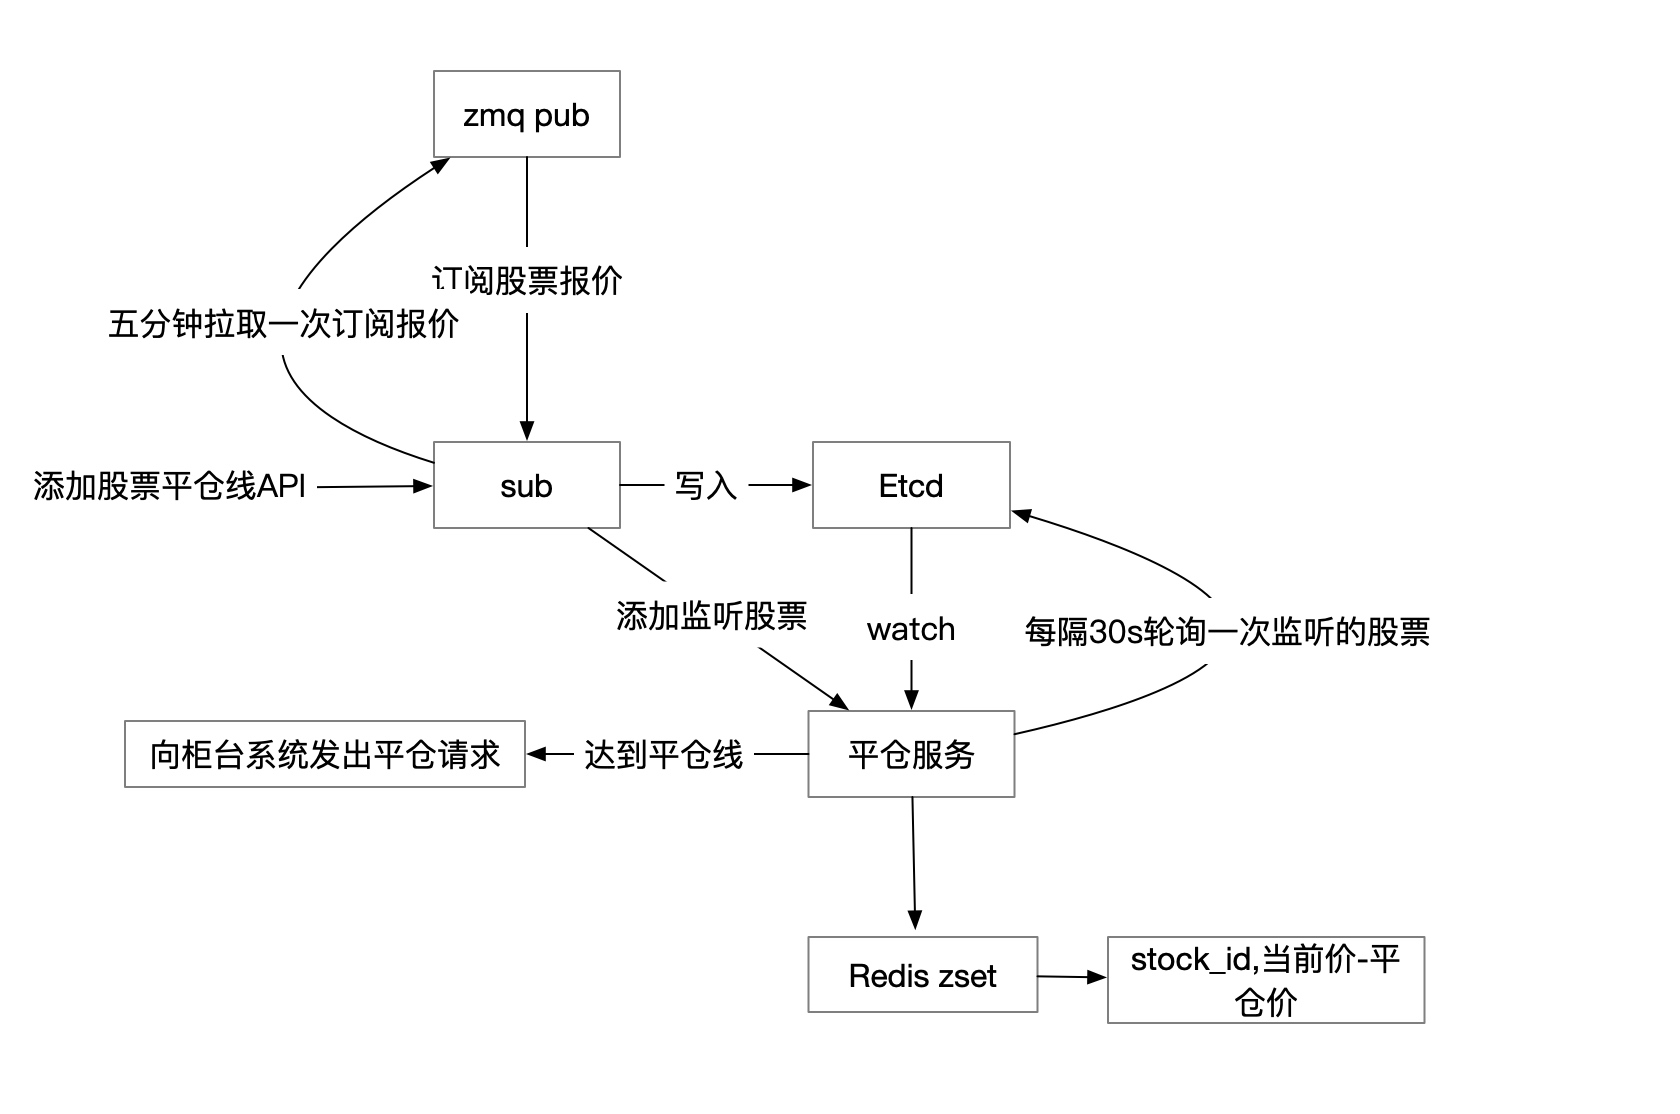 zmq pub
订阅股票报价
五分钟拉取一次订阅报价
添加股票平仓线API
sub
写入
Etcd
添加监听股票
watch
每隔30s轮询一次监听的股票
向柜台系统发出平仓请求
达到平仓线
平仓服务
Redis zset
stock_id,当前价-平
仓价